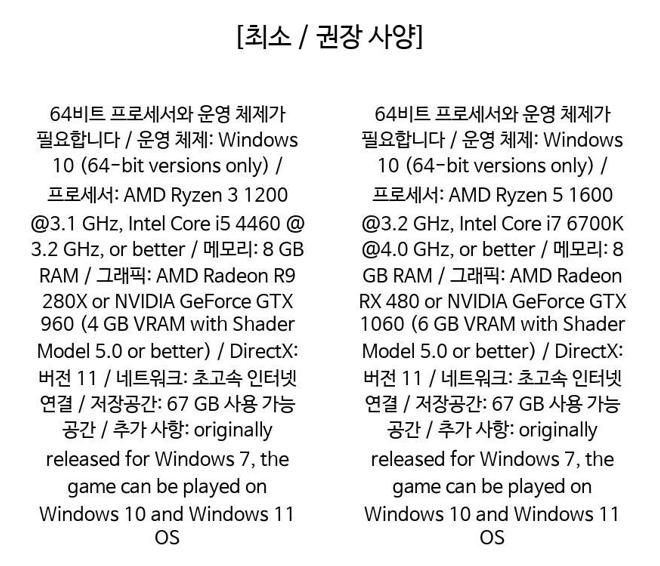 [최소 / 권장 사양]
64비트 프로세서와 운영 체제가
필요합니다 / 운영 체제: Windows
10 (64-bit versions only) /
프로세서: AMD Ryzen 3 1200
@3.1 GHz, Intel Core i5 4460 @
3.2 GHz, or better / 메모리: 8 GB
RAM / 그래픽: AMD Radeon R9
280X or NVIDIA GeForce GTX
960 (4 GB VRAM with Shader
Model 5.0 or better) / DirectX:
버전 11 / 네트워크: 초고속 인터넷
연결 / 저장공간: 67 GB 사용 가능
공간 / 추가 사항: originally
released for Windows 7, the
game can be played on
Windows 10 and Windows 11
OS
64비트 프로세서와 운영 체제가
필요합니다 / 운영 체제: Windows
10 (64-bit versions only) /
프로세서: AMD Ryzen 5 1600
@3.2 GHz, Intel Core i7 6700K
@4.0 GHz, or better / 메모리: 8
GB RAM / 그래픽: AMD Radeon
RX 480 or NVIDIA GeForce GTX
1060 (6 GB VRAM with Shader
Model 5.0 or better) / DirectX:
버전 11 / 네트워크: 초고속 인터넷
연결 / 저장공간: 67 GB 사용 가능
공간 / 추가 사항: originally
released for Windows 7, the
game can be played on
Windows 10 and Windows 11
OS